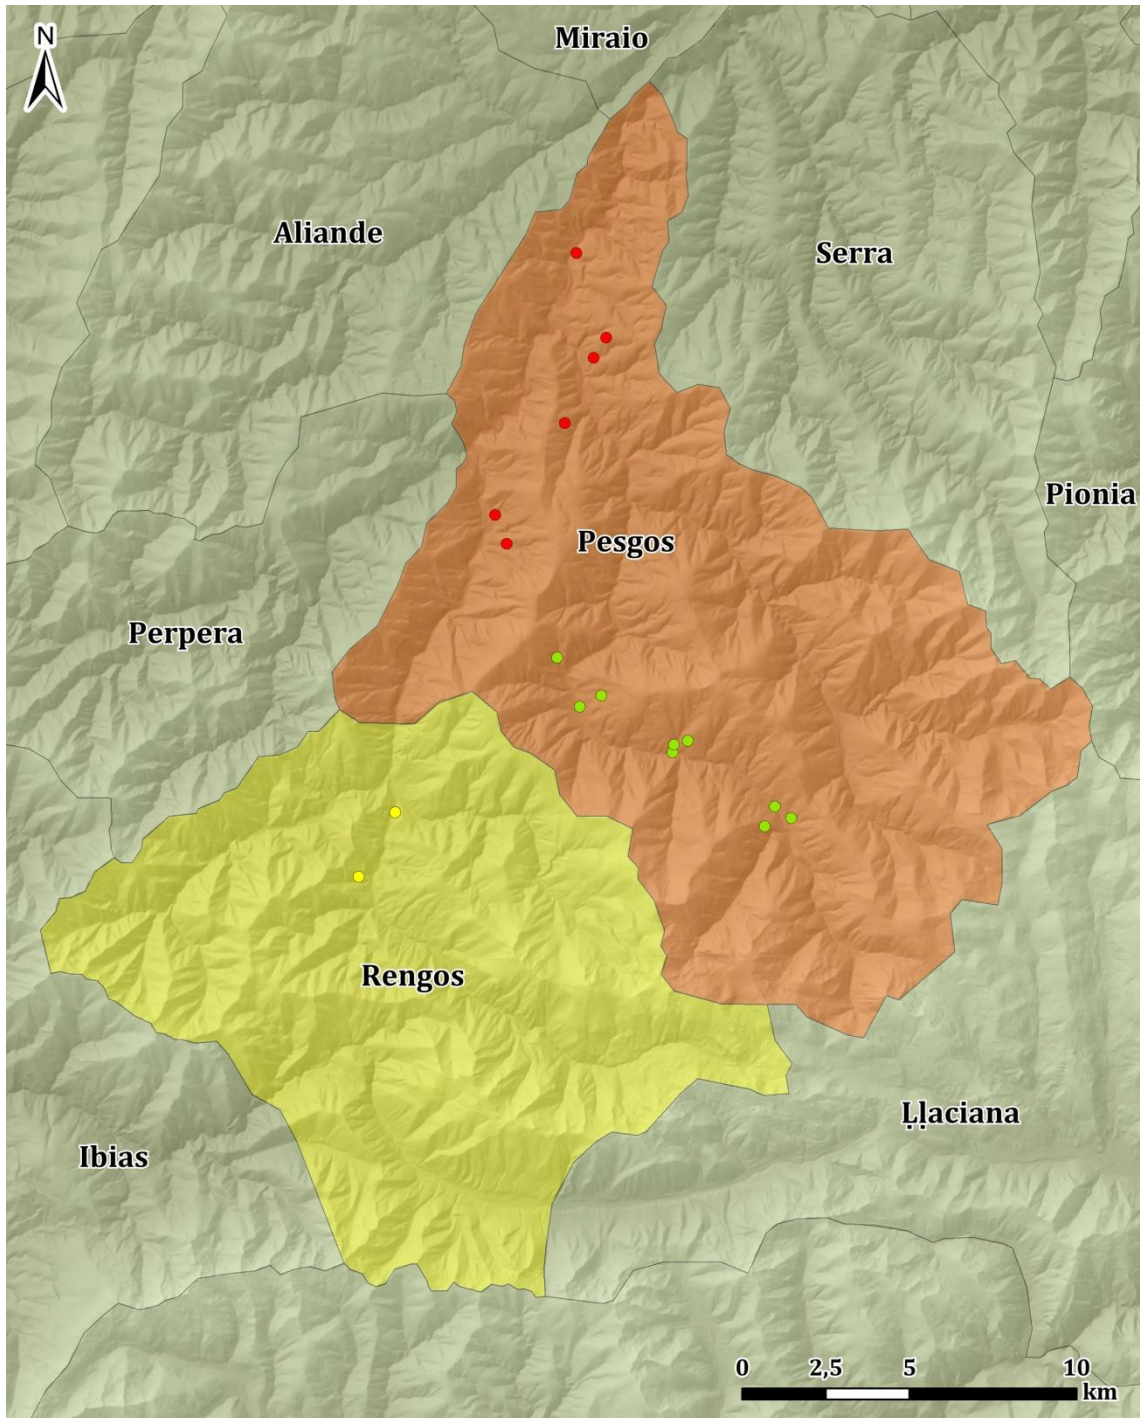 N
Miraio
Aliande
Serra
Pionia
Pesgos
Perpera
Rengos
Ḷḷaciana
Ibias
0 2,5 5 10
km